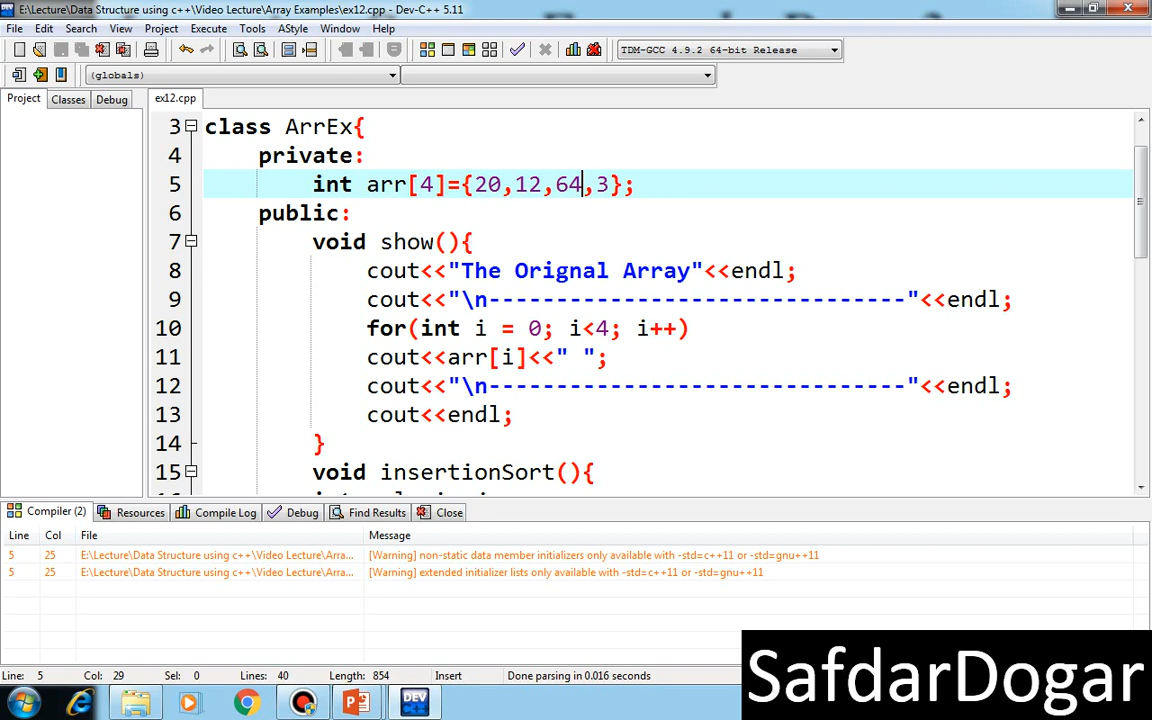 E:\Lecture\Data Structure using c++\Video Lecture\Array Examples\ex12.cpp - Dev-C++ 5.11
File Edit Search View Project Execute Tools AStyle Window Help
TDM-GCC 4.9.2 64-bit Release
(globals)
Project Classes Debug ex12.cpp
3 class ArrEx{
4 private:
5 int arr[4]={20,12,64,3};
6 public:
7 void show(){
8 cout<<"The Orignal Array"<<endl;
9 cout<<"\n-------------------------------"<<endl;
10 for(int i = 0; i<4; i++)
11 cout<<arr[i]<<" ";
12 cout<<"\n-------------------------------"<<endl;
13 cout<<endl;
14 }
15 void insertionSort(){
Compiler (2) Resources Compile Log Debug Find Results Close
Line Col File Message
5 25 E:\Lecture\Data Structure using c++\Video Lecture\Arra... [Warning] non-static data member initializers only available with -std=c++11 or -std=gnu++11
5 25 E:\Lecture\Data Structure using c++\Video Lecture\Arra... [Warning] extended initializer lists only available with -std=c++11 or -std=gnu++11
SafdarDogar
Line: 5 Col: 29 Sel: 0 Lines: 40 Length: 854 Insert Done parsing in 0.016 seconds
DEV